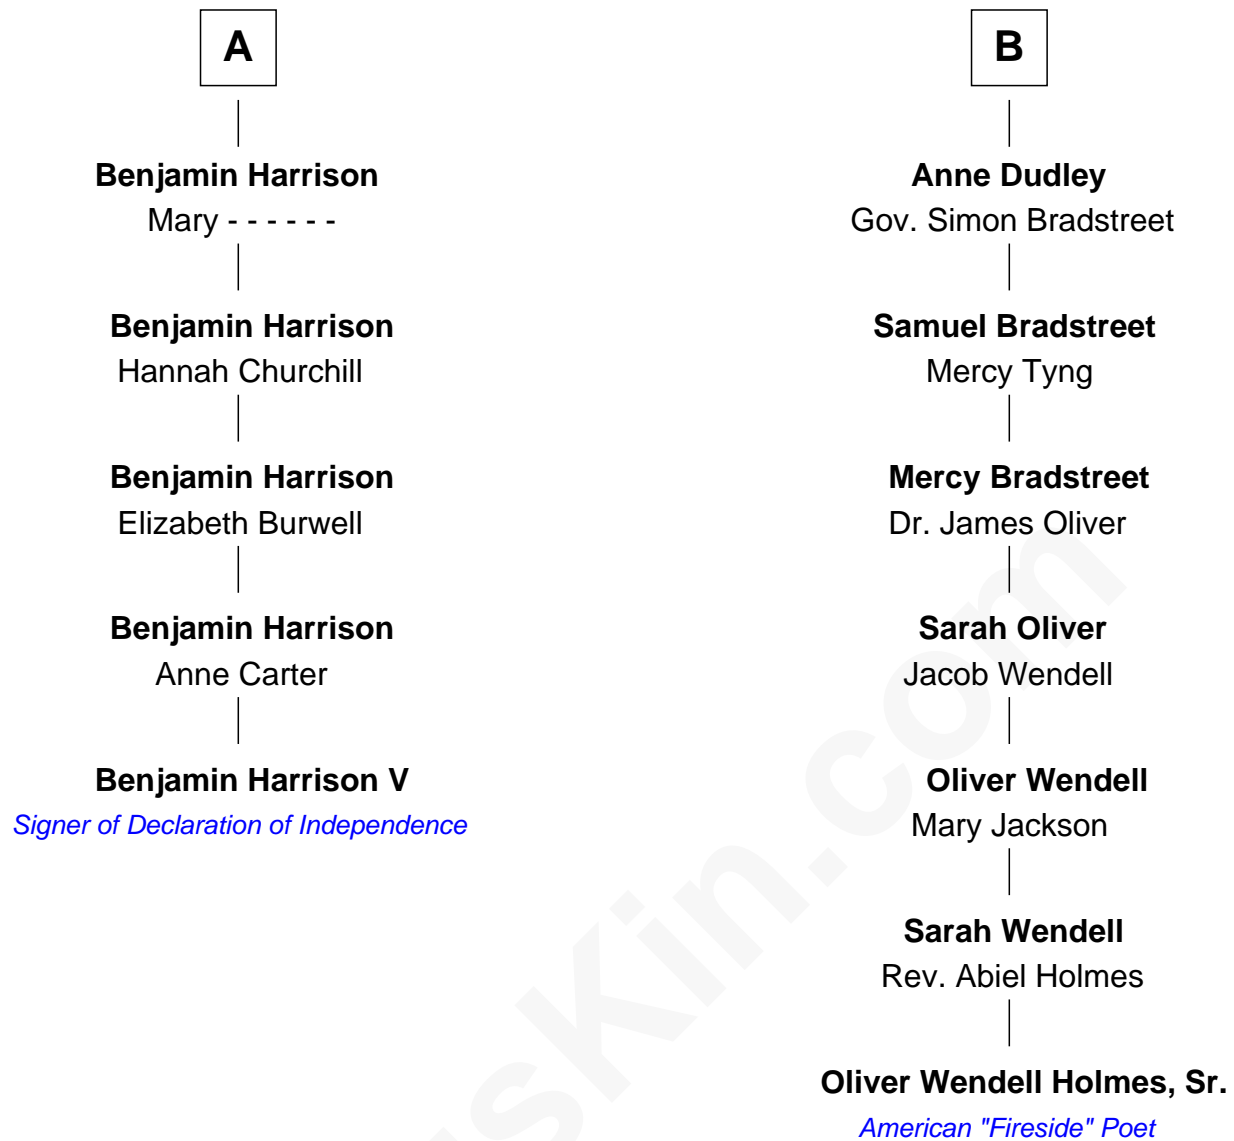 A
Benjamin Harrison
Mary - - - - - -
Benjamin Harrison
Hannah Churchill
Benjamin Harrison
Elizabeth Burwell
Benjamin Harrison
Anne Carter
Benjamin Harrison V
Signer of Declaration of Independence
B
Anne Dudley
Gov. Simon Bradstreet
Samuel Bradstreet
Mercy Tyng
Mercy Bradstreet
Dr. James Oliver
Sarah Oliver
Jacob Wendell
Oliver Wendell
Mary Jackson
Sarah Wendell
Rev. Abiel Holmes
Oliver Wendell Holmes, Sr.
American "Fireside" Poet
sKin.com